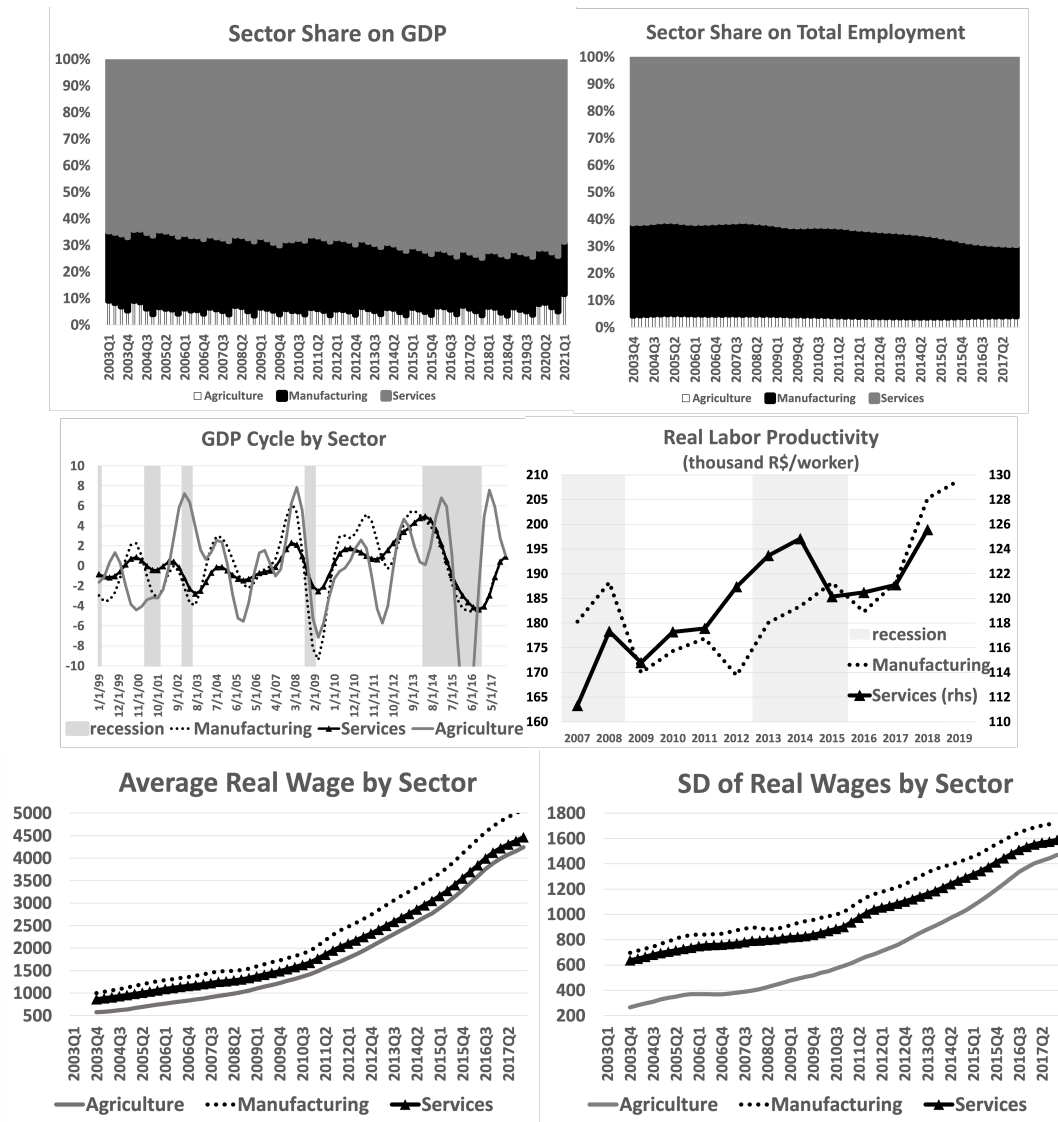 Sector Share on GDP
100%
90%
80%
70%
60%
50%
40%
30%
20%
10%
0%
2003Q1
2003Q4
2004Q3
2005Q2
2006Q1
2006Q4
2007Q3
2008Q2
2009Q1
2009Q4
2010Q3
2011Q2
2012Q1
2012Q4
2013Q3
2014Q2
2015Q1
2015Q4
2016Q3
2017Q2
2018Q1
2018Q4
2019Q3
2020Q2
2021Q1
Agriculture Manufacturing Services
Sector Share on Total Employment
100%
90%
80%
70%
60%
50%
40%
30%
20%
10%
0%
2003Q4
2004Q3
2005Q2
2006Q1
2006Q4
2007Q3
2008Q2
2009Q1
2009Q4
2010Q3
2011Q2
2012Q1
2012Q4
2013Q3
2014Q2
2015Q1
2015Q4
2016Q3
2017Q2
Agriculture Manufacturing Services
GDP Cycle by Sector
10
8
6
4
2
0
-2
-4
-6
-8
-10
1/1/99
12/1/99
11/1/00
10/1/01
9/1/02
8/1/03
7/1/04
6/1/05
5/1/06
4/1/07
3/1/08
2/1/09
1/1/10
12/1/10
11/1/11
10/1/12
9/1/13
8/1/14
7/1/15
6/1/16
5/1/17
recession Manufacturing Services Agriculture
Real Labor Productivity
(thousand R$/worker)
210
205
200
195
190
185
180
175
170
165
160
130
128
126
124
122
120
118
116
114
112
110
recession
Manufacturing
Services (rhs)
2007 2008 2009 2010 2011 2012 2013 2014 2015 2016 2017 2018 2019
Average Real Wage by Sector
5000
4500
4000
3500
3000
2500
2000
1500
1000
500
2003Q1
2003Q4
2004Q3
2005Q2
2006Q1
2006Q4
2007Q3
2008Q2
2009Q1
2009Q4
2010Q3
2011Q2
2012Q1
2012Q4
2013Q3
2014Q2
2015Q1
2015Q4
2016Q3
2017Q2
Agriculture Manufacturing Services
SD of Real Wages by Sector
1800
1600
1400
1200
1000
800
600
400
200
2003Q1
2003Q4
2004Q3
2005Q2
2006Q1
2006Q4
2007Q3
2008Q2
2009Q1
2009Q4
2010Q3
2011Q2
2012Q1
2012Q4
2013Q3
2014Q2
2015Q1
2015Q4
2016Q3
2017Q2
Agriculture Manufacturing Services